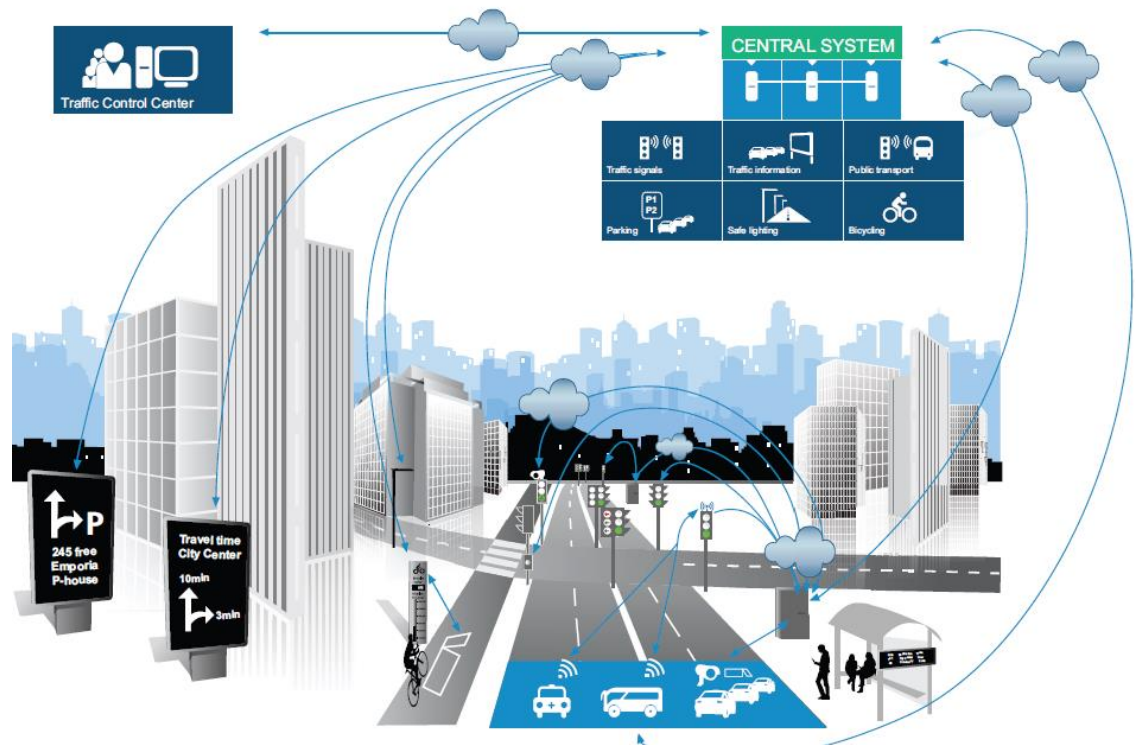 CENTRAL SYSTEM
Traffic Control Center
Traffic signals
Traffic information
Public transport
P1
P2
Parking
Safe lighting
Bicycling
P
245 free
Emporia
P-house
Travel time
City Center
10min
3min